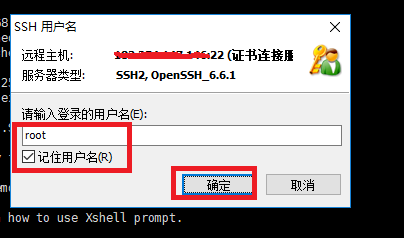 SSH 用户名
远程主机: :22 (证书连接服
服务器类型: SSH2, OpenSSH_6.6.1
请输入登录的用户名(E):
root
记住用户名(R)
确定 取消
how to use Xshell prompt.